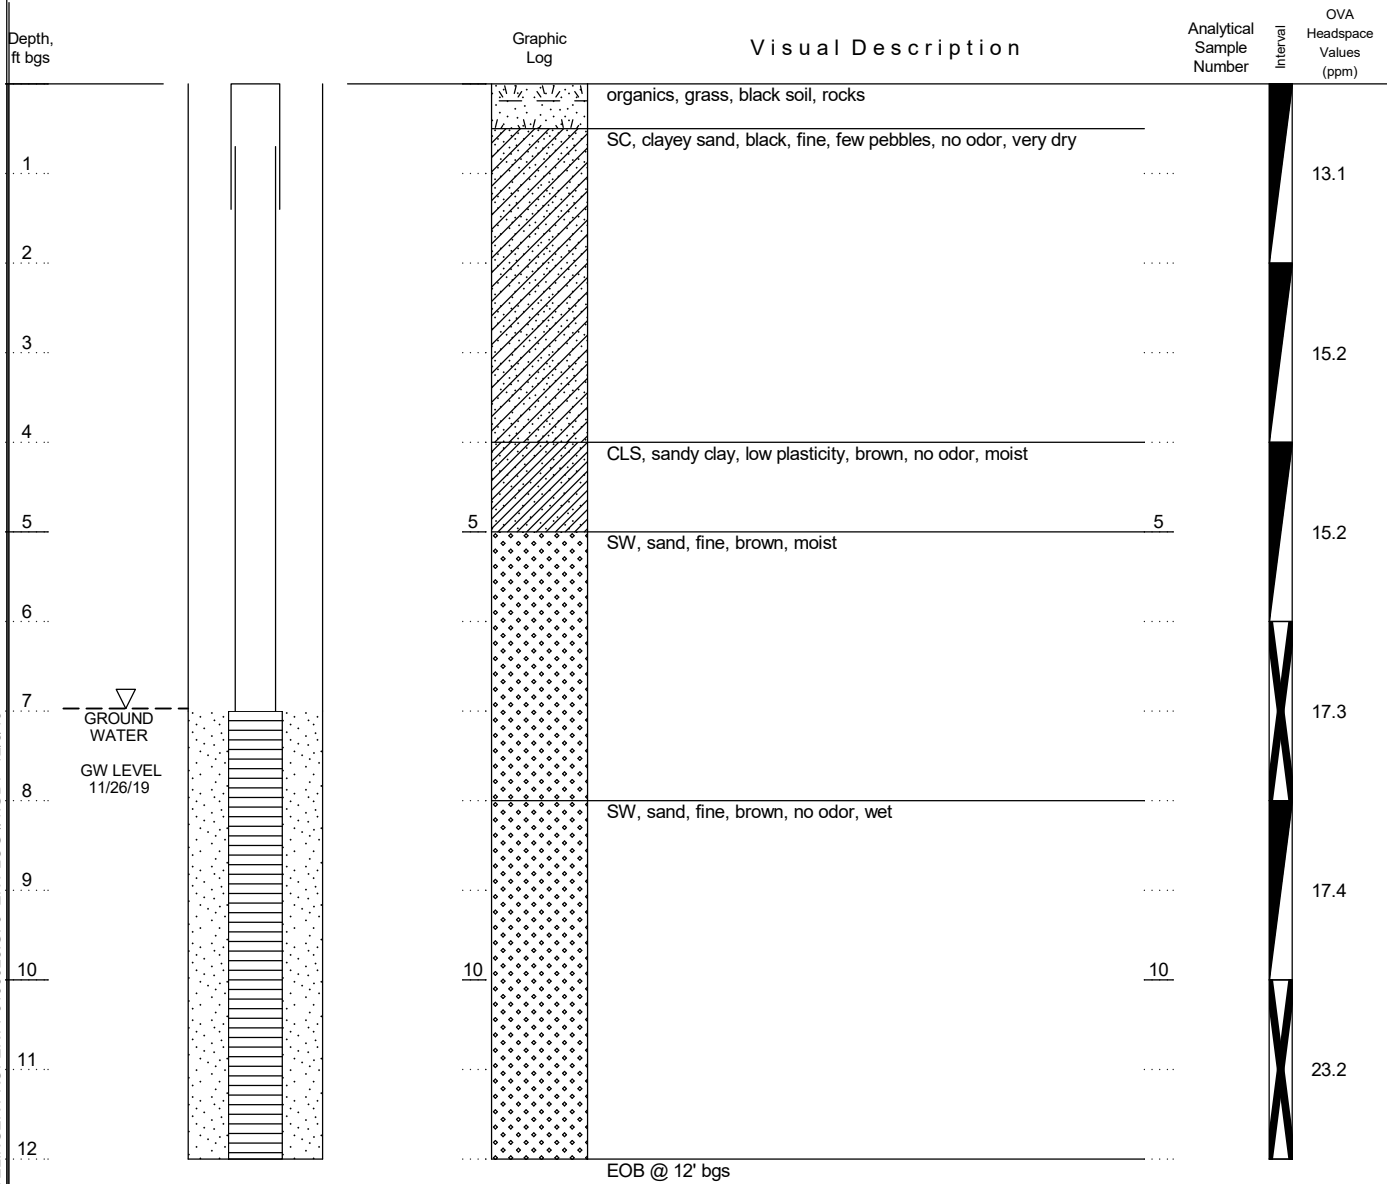 Depth,
ft bgs
Graphic
Log
Visual Description
Analytical
Sample
Number
Interval
OVA
Headspace
Values
(ppm)
organics, grass, black soil, rocks
SC, clayey sand, black, fine, few pebbles, no odor, very dry
1
13.1
2
3
15.2
4
CLS, sandy clay, low plasticity, brown, no odor, moist
5
5
5
15.2
SW, sand, fine, brown, moist
6
7
GROUND
WATER
GW LEVEL
11/26/19
17.3
8
SW, sand, fine, brown, no odor, wet
9
17.4
10
10
10
11
23.2
12
EOB @ 12' bgs